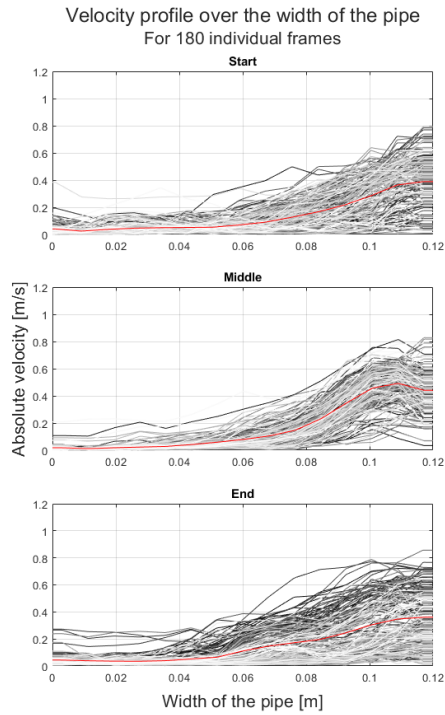 Velocity profile over the width of the pipe
For 180 individual frames
Start
1.2
1
0.8
0.6
0.4
0.2
0
0 0.02 0.04 0.06 0.08 0.1 0.12
Middle
1.2
1
0.8
0.6
0.4
0.2
0
0 0.02 0.04 0.06 0.08 0.1 0.12
Absolute velocity [m/s]
End
1.2
1
0.8
0.6
0.4
0.2
0
0 0.02 0.04 0.06 0.08 0.1 0.12
Width of the pipe [m]